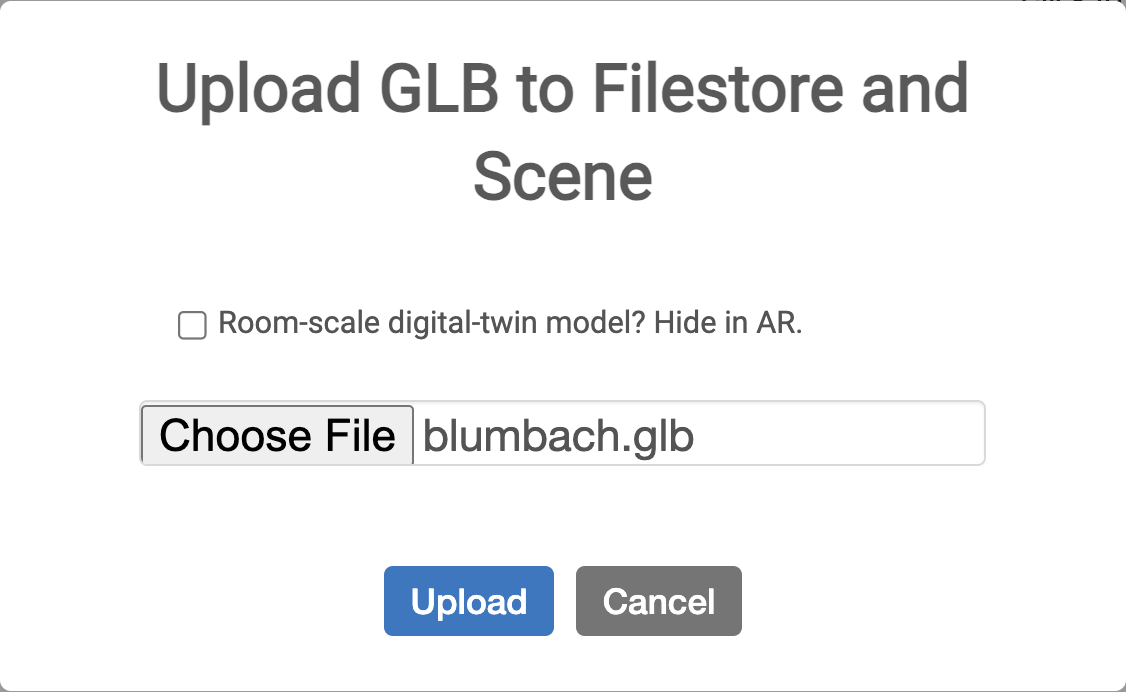 Upload GLB to Filestore and
Scene
Room-scale digital-twin model? Hide in AR.
Choose File blumbach.glb
Upload Cancel